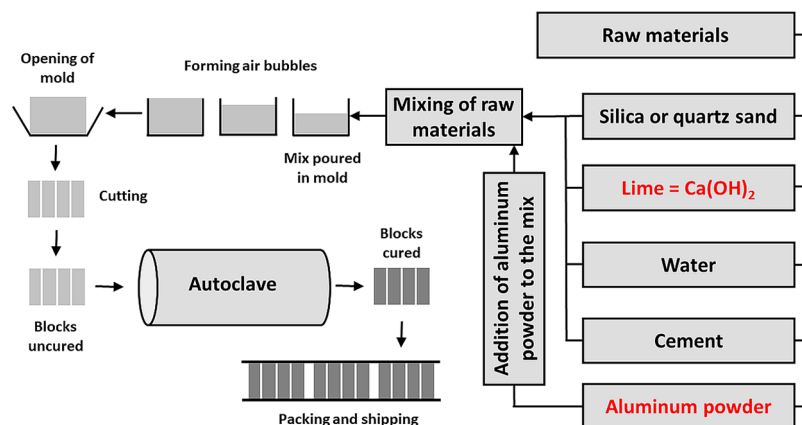 Raw materials
Opening of
mold
Forming air bubbles
Mixing of raw
materials
Silica or quartz sand
Mix poured
in mold
Lime = Ca(OH)₂
Cutting
Addition of aluminum
powder to the mix
Blocks
cured
Autoclave
Water
Blocks
uncured
Cement
Aluminum powder
Packing and shipping